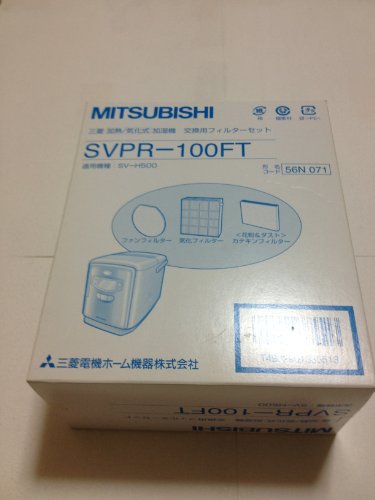 MITSUBISHI
三菱 加熱/気化式 加湿機 交換用フィルターセット
SVPR-100FT
適用機種 SV-H500
形名コード 56N 071
ファンフィルター
気化フィルター
<花粉&ダスト>
カテキンフィルター
三菱電機ホーム機器株式会社
SVPR-100FT
MITSUBISHI